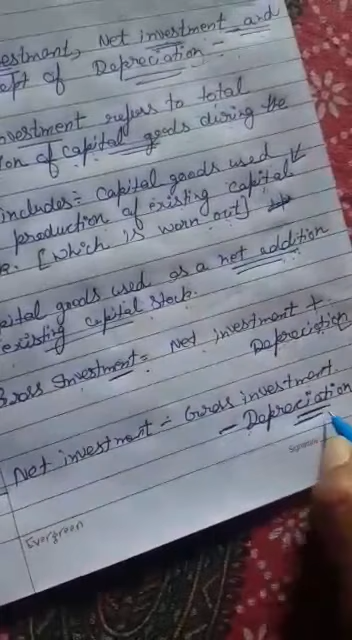 estment, Net investment and
ept of Depreciation -
nvestment refers to total
ion of capital goods during the
includes: capital goods used
production of existing capital
e. [which is worn out]
pital goods used as a net addition
existing capital stock.
Gross Investment = Net investment +
Depreciation
Net investment = Gross investment
- Depreciation
Signature
Evergreen